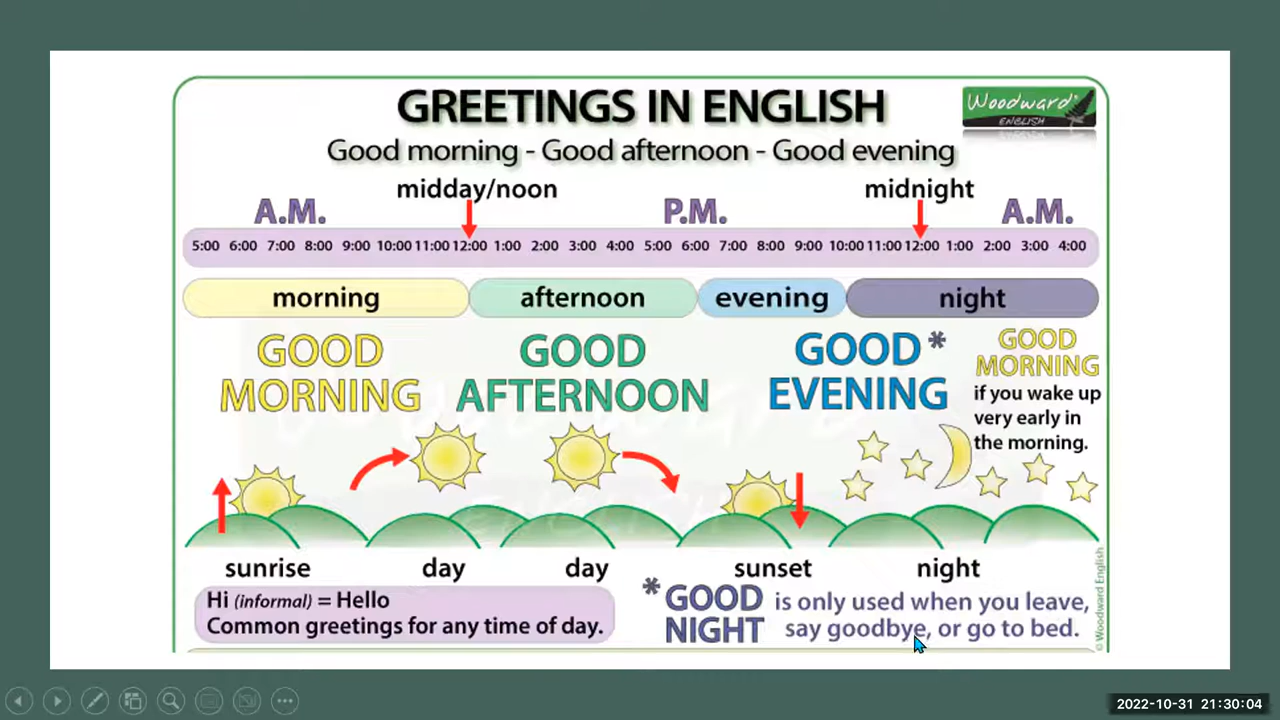 GREETINGS IN ENGLISH
Woodward®
ENGLISH
Good morning - Good afternoon - Good evening
midday/noon
midnight
A.M.
P.M.
A.M.
5:00 6:00 7:00 8:00 9:00 10:00 11:00 12:00 1:00 2:00 3:00 4:00 5:00 6:00 7:00 8:00 9:00 10:00 11:00 12:00 1:00 2:00 3:00 4:00
morning
afternoon
evening
night
GOOD
MORNING
GOOD
AFTERNOON
GOOD *
EVENING
GOOD
MORNING
if you wake up
very early in
the morning.
sunrise
day
day
sunset
night
Hi (informal) = Hello
Common greetings for any time of day.
* GOOD
NIGHT
is only used when you leave,
say goodbye, or go to bed.
© Woodward English
2022-10-31 21:30:04